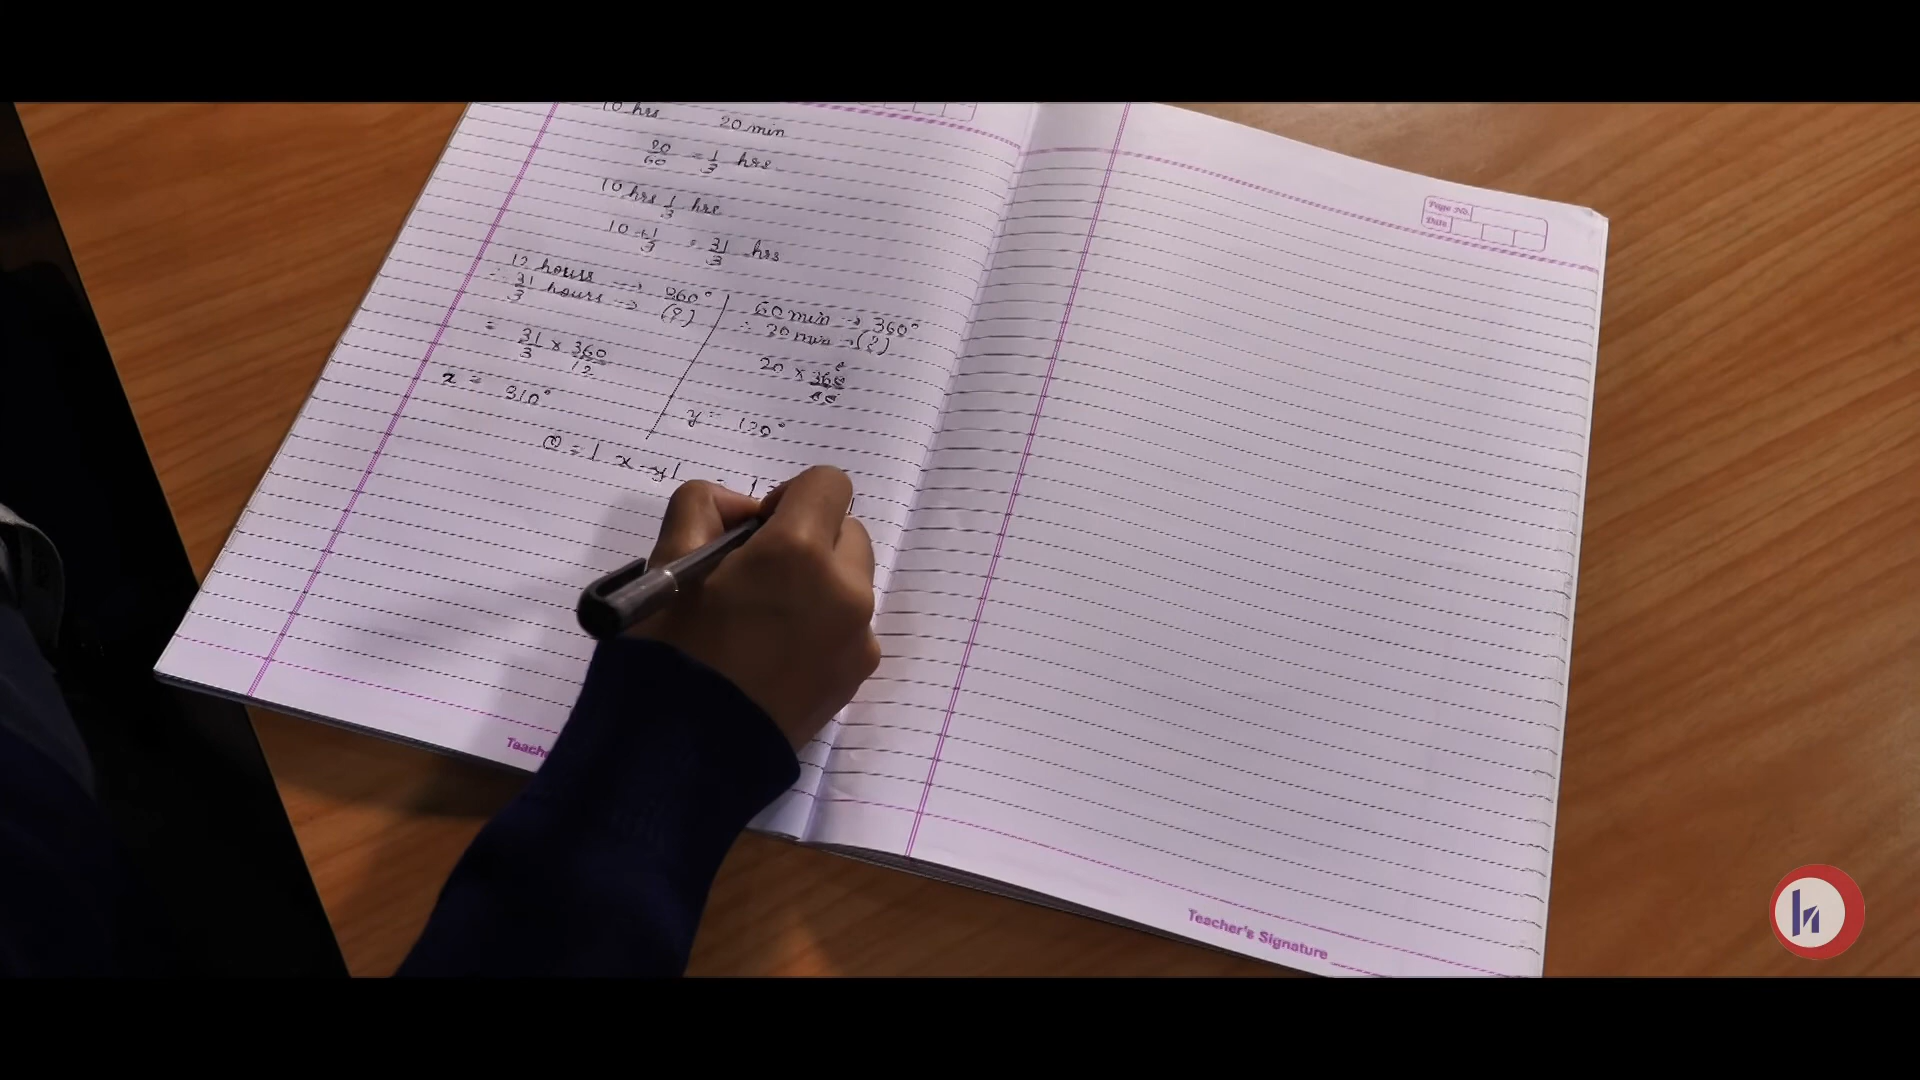 10 hrs 20 min
20/60 = 1/3 hrs
10 hrs 1/3 hrs
10 + 1/3 = 31/3 hrs
12 hours → 360°
∴ 31/3 hours → (?)
= 31/3 × 360/12
x = 310°
60 min → 360°
∴ 20 min → (?)
20 × 360/60
y = 120°
θ = | x - y | = |
Page No.
Date
Teacher's Signature